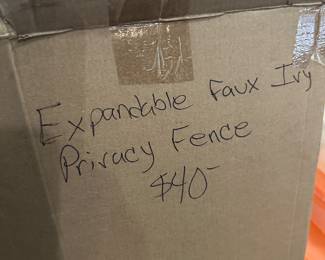 Expandable Faux Ivy
Privacy Fence
$40-